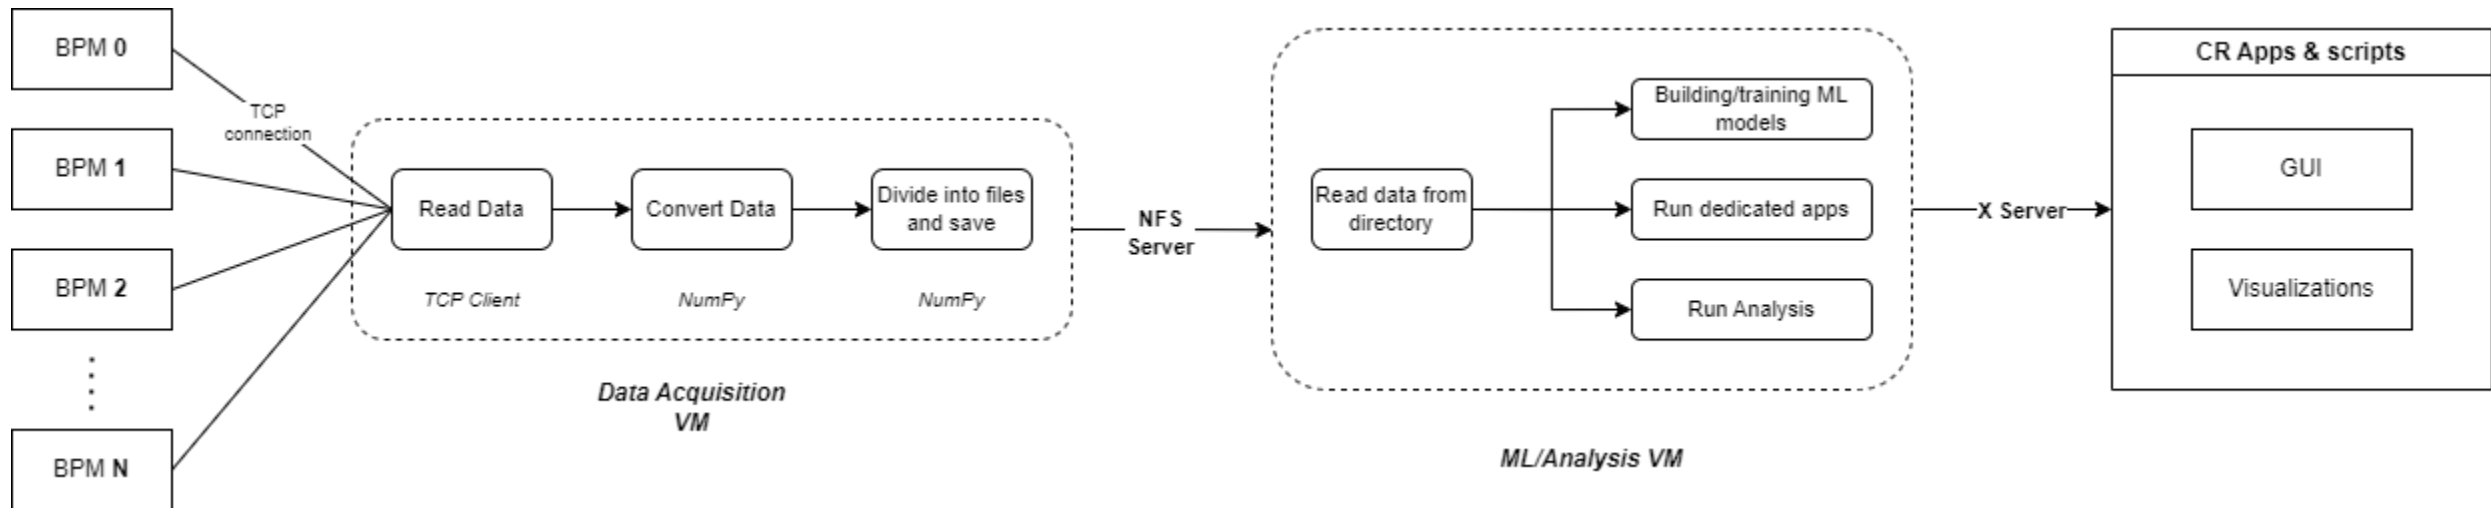 BPM 0
BPM 1
BPM 2
BPM N
TCP
connection
Read Data
Convert Data
Divide into files
and save
TCP Client
NumPy
NumPy
Data Acquisition
VM
NFS
Server
Read data from
directory
Building/training ML
models
Run dedicated apps
Run Analysis
ML/Analysis VM
X Server
CR Apps & scripts
GUI
Visualizations